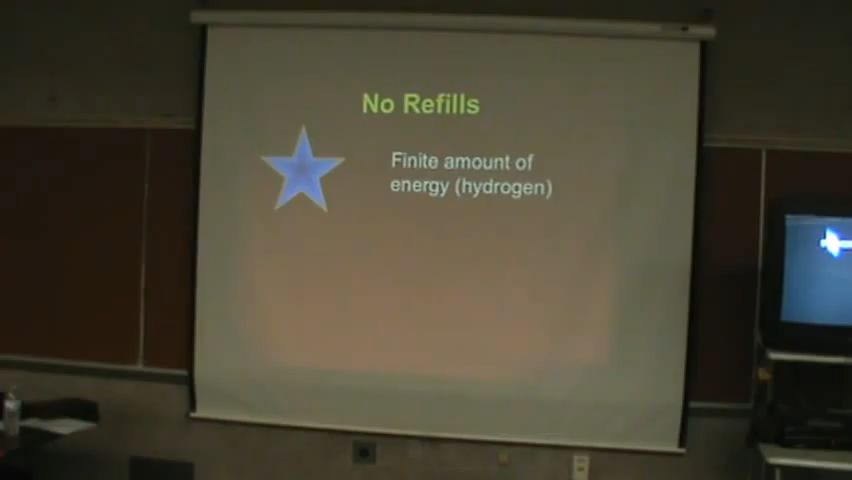 No Refills
Finite amount of
energy (hydrogen)